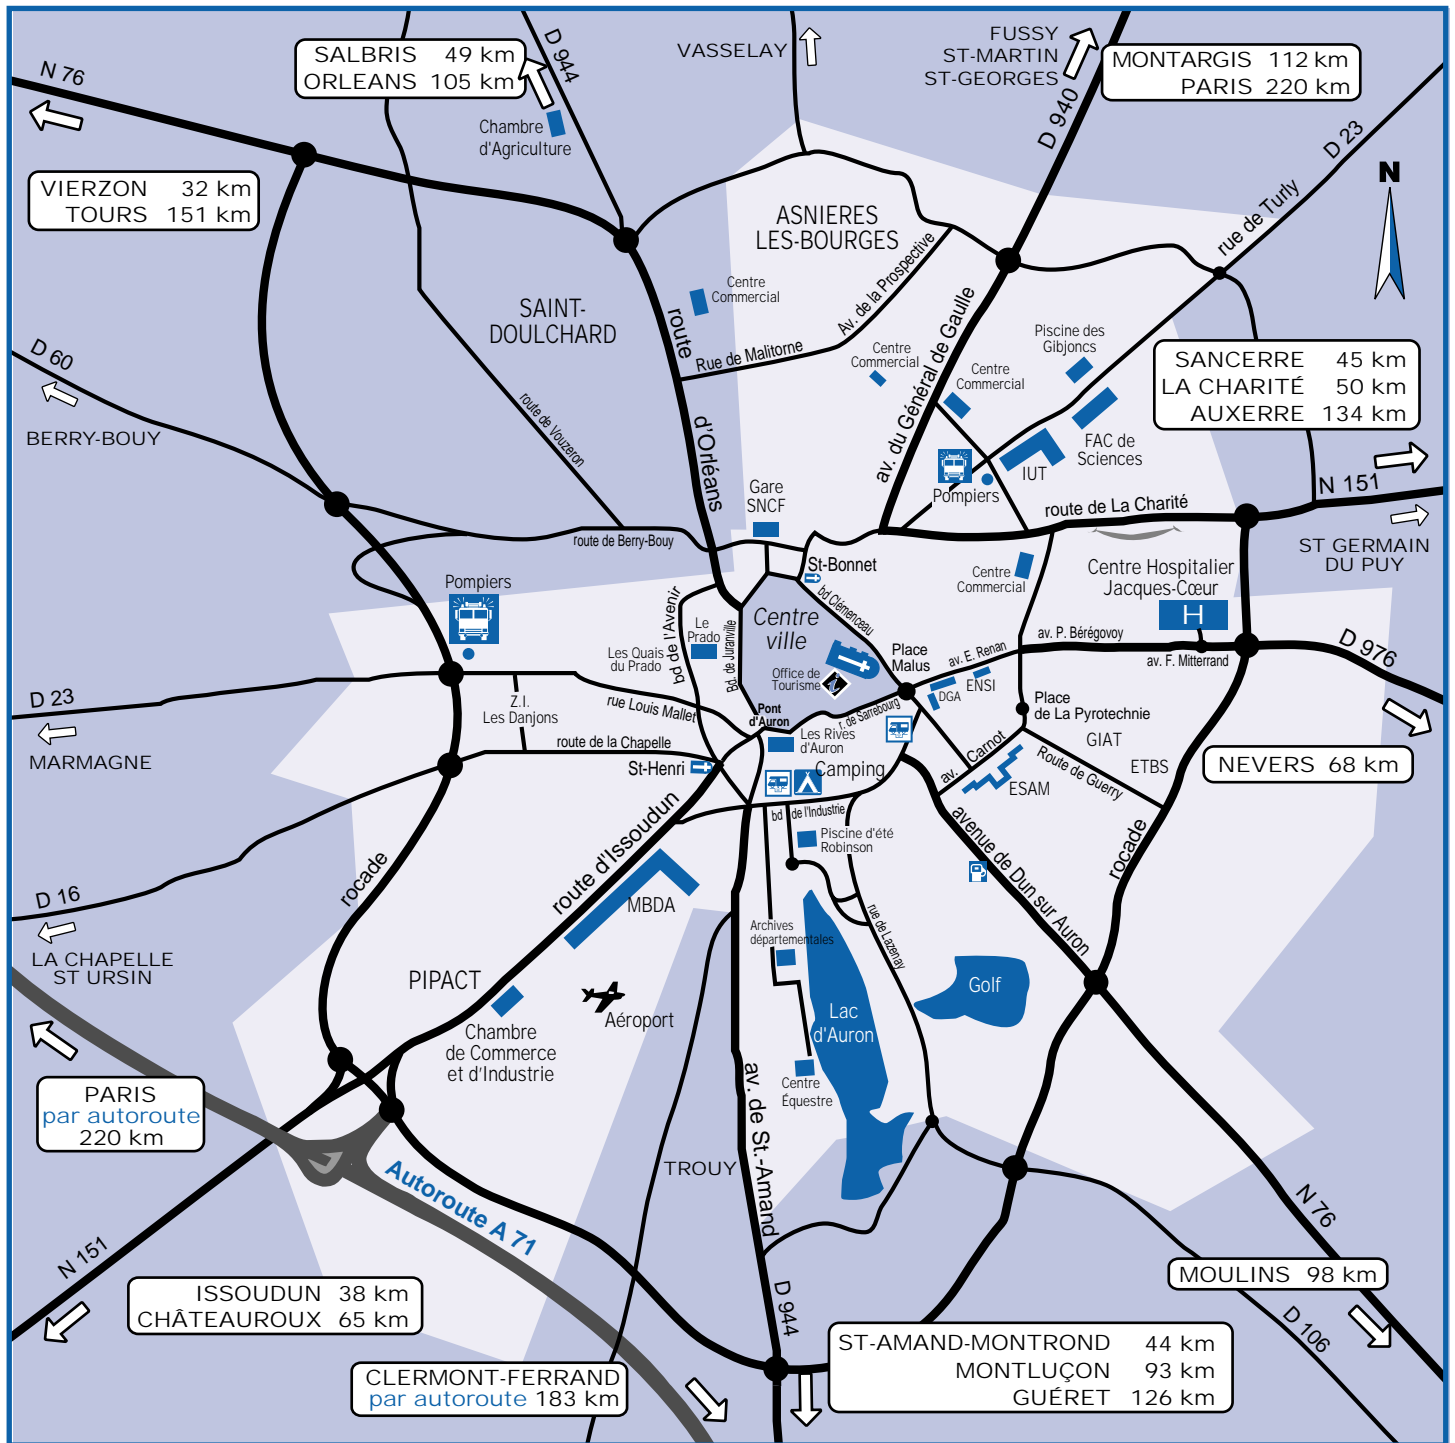 SALBRIS 49 km
ORLEANS 105 km
D 944
VASSELAY
FUSSY
ST-MARTIN
ST-GEORGES
MONTARGIS 112 km
PARIS 220 km
N 76
D 940
D 23
N
Chambre
d'Agriculture
VIERZON 32 km
TOURS 151 km
ASNIERES
LES-BOURGES
rue de Turly
Av. de la Prospective
Centre
Commercial
SAINT-
DOULCHARD
route
d'Orléans
Rue de Malitorne
av. du Général de Gaulle
Centre
Commercial
Centre
Commercial
Piscine des
Gibjoncs
SANCERRE 45 km
LA CHARITÉ 50 km
AUXERRE 134 km
D 60
BERRY-BOUY
route de Vouzeron
FAC de
Sciences
IUT
Pompiers
Gare
SNCF
N 151
route de La Charité
ST GERMAIN
DU PUY
route de Berry-Bouy
St-Bonnet
Centre
Commercial
Centre Hospitalier
Jacques-Cœur
H
Pompiers
bd de l'Avenir
Le
Prado
Bd. de Juranville
Centre
ville
bd Clémenceau
Place
Malus
av. E. Renan
av. P. Bérégovoy
av. F. Mitterrand
D 976
Les Quais
du Prado
Office de
Tourisme
DGA
ENSI
D 23
MARMAGNE
Z.I.
Les Danjons
rue Louis Mallet
Pont
d'Auron
r. de Sarrebourg
Place
de La Pyrotechnie
GIAT
route de la Chapelle
Les Rives
d'Auron
St-Henri
Camping
av. Carnot
Route de Guerry
ETBS
ESAM
NEVERS 68 km
bd de l'Industrie
Piscine d'été
Robinson
avenue de Dun sur Auron
rocade
rocade
route d'Issoudun
MBDA
D 16
LA CHAPELLE
ST URSIN
Archives
départementales
rue de Lazenay
PIPACT
Golf
Lac
d'Auron
Aéroport
Chambre
de Commerce
et d'Industrie
Centre
Équestre
PARIS
par autoroute
220 km
av. de St.-Amand
TROUY
Autoroute A 71
N 76
N 151
ISSOUDUN 38 km
CHÂTEAUROUX 65 km
MOULINS 98 km
D 944
D 106
CLERMONT-FERRAND
par autoroute 183 km
ST-AMAND-MONTROND 44 km
MONTLUÇON 93 km
GUÉRET 126 km